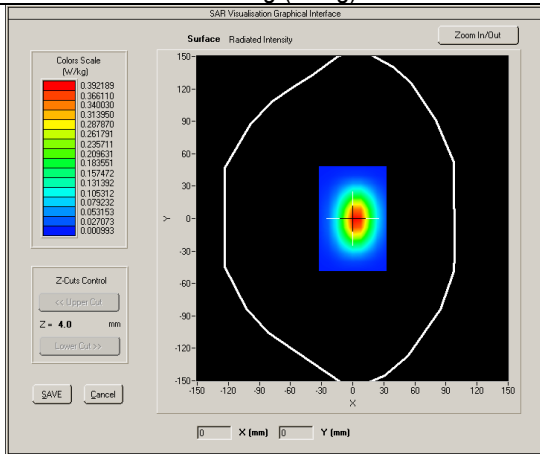 SAR Visualisation Graphical Interface
Surface Radiated Intensity
Zoom In/Out
Colors Scale
(W/kg)
0.392189
0.366110
0.340030
0.313950
0.287870
0.261791
0.235711
0.209631
0.183551
0.157472
0.131392
0.105312
0.079232
0.053153
0.027073
0.000993
Z-Cuts Control
<< Upper Cut
Z = 4.0 mm
Lower Cut >>
SAVE
Cancel
150
120
90
60
30
0
-30
-60
-90
-120
-150
Y
-150 -120 -90 -60 -30 0 30 60 90 120 150
X
0 X (mm) 0 Y (mm)